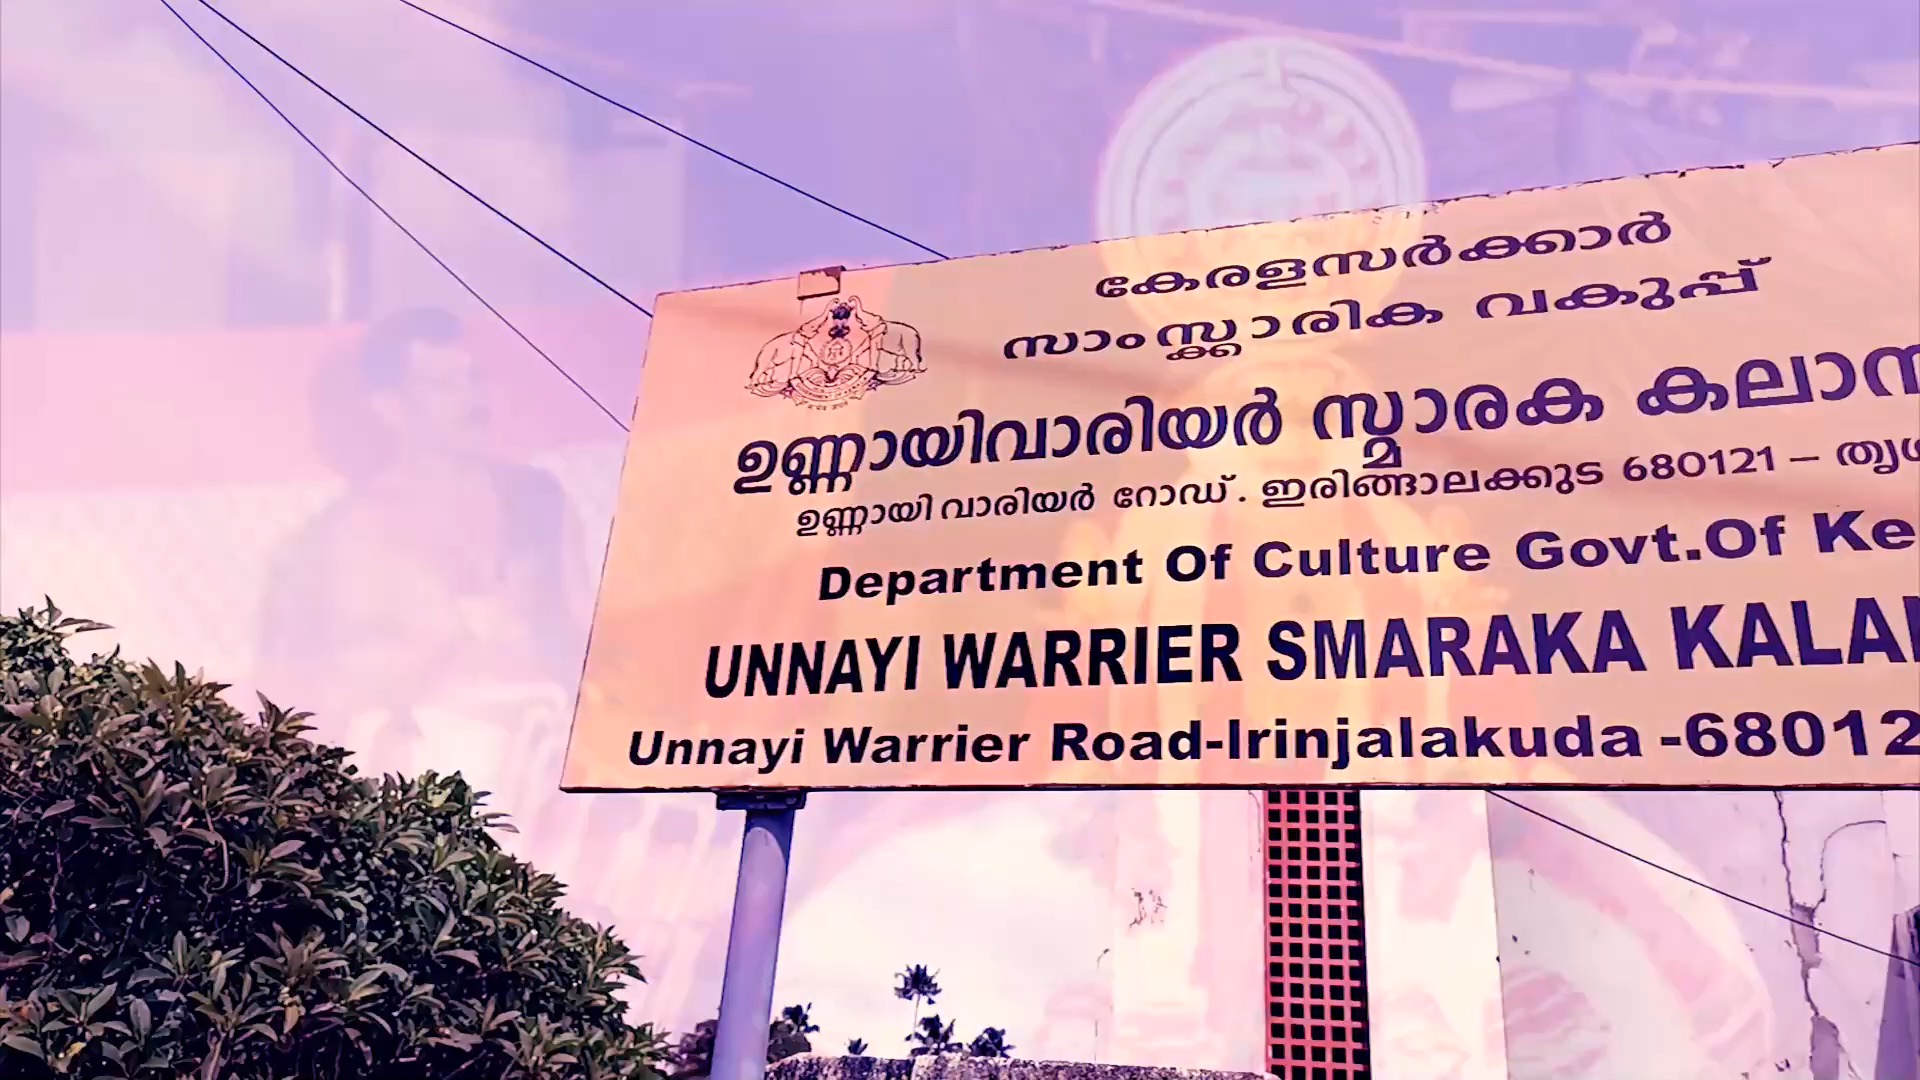 കേരളസർക്കാർ
സാംസ്ക്കാരിക വകുപ്പ്
ഉണ്ണായിവാരിയർ സ്മാരക
ഉണ്ണായി വാരിയർ റോഡ്. ഇരിങ്ങാലക്കുട 680121 –
Department Of Culture Govt.Of
UNNAYI WARRIER SMARAKA
Unnayi Warrier Road-Irinjalakuda